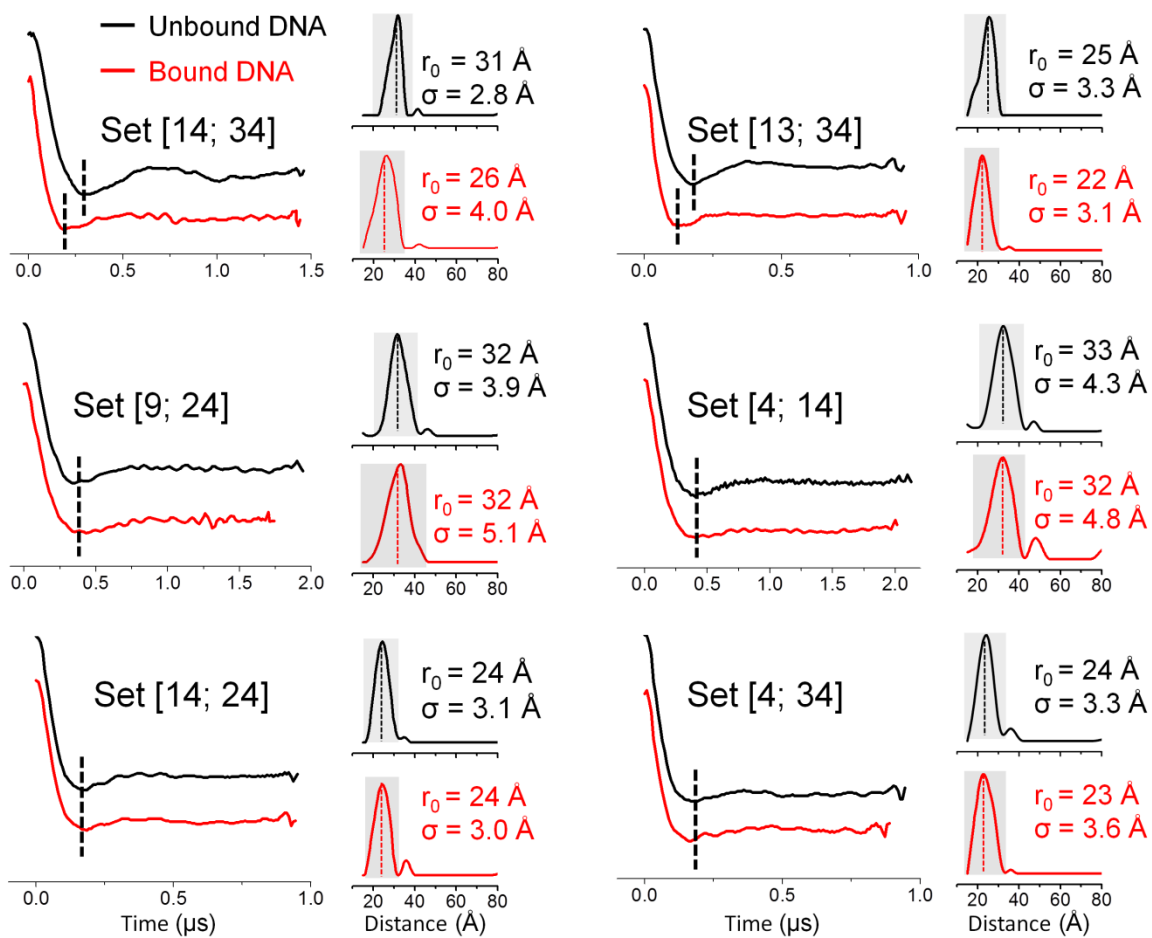 Unbound DNA
Bound DNA
Set [14; 34]
0.0 0.5 1.0 1.5
r₀ = 31 Å
σ = 2.8 Å
r₀ = 26 Å
σ = 4.0 Å
20 40 60 80
Set [13; 34]
0.0 0.5 1.0
r₀ = 25 Å
σ = 3.3 Å
r₀ = 22 Å
σ = 3.1 Å
20 40 60 80
Set [9; 24]
0.0 0.5 1.0 1.5 2.0
r₀ = 32 Å
σ = 3.9 Å
r₀ = 32 Å
σ = 5.1 Å
20 40 60 80
Set [4; 14]
0.0 0.5 1.0 1.5 2.0
r₀ = 33 Å
σ = 4.3 Å
r₀ = 32 Å
σ = 4.8 Å
20 40 60 80
Set [14; 24]
0.0 0.5 1.0
Time (μs)
r₀ = 24 Å
σ = 3.1 Å
r₀ = 24 Å
σ = 3.0 Å
20 40 60 80
Distance (Å)
Set [4; 34]
0.0 0.5 1.0
Time (μs)
r₀ = 24 Å
σ = 3.3 Å
r₀ = 23 Å
σ = 3.6 Å
20 40 60 80
Distance (Å)